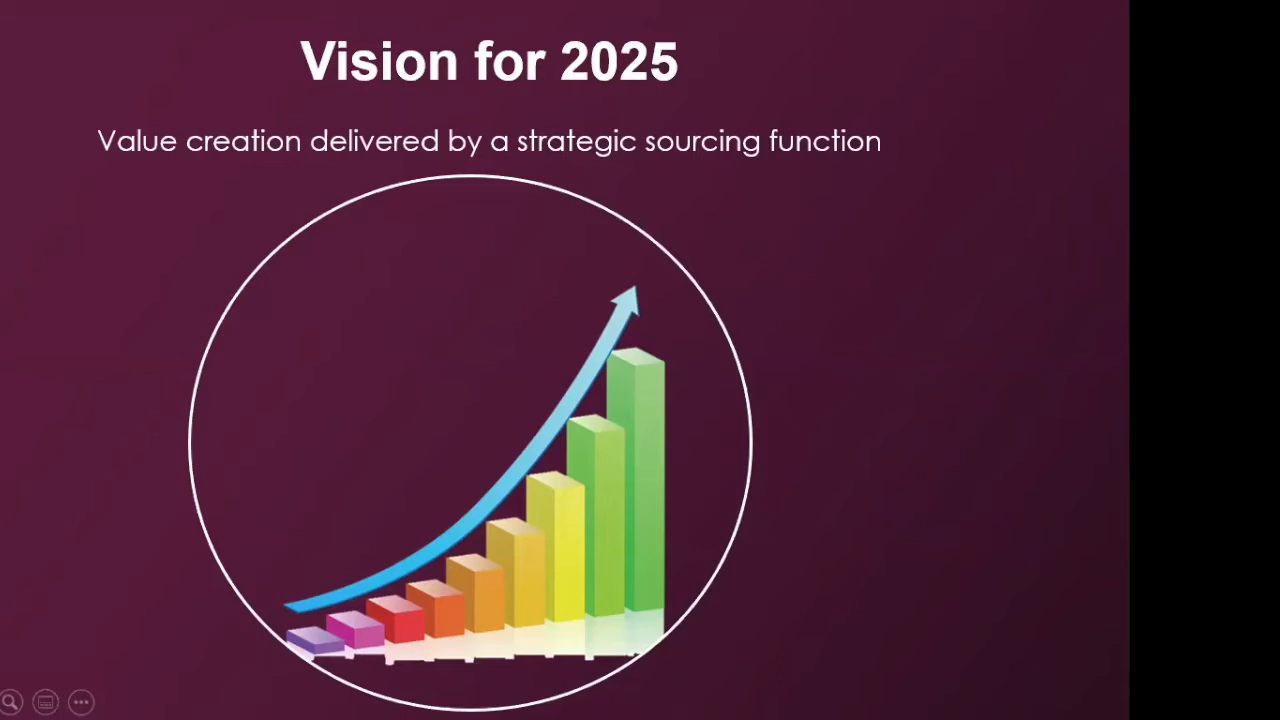 Vision for 2025
Value creation delivered by a strategic sourcing function